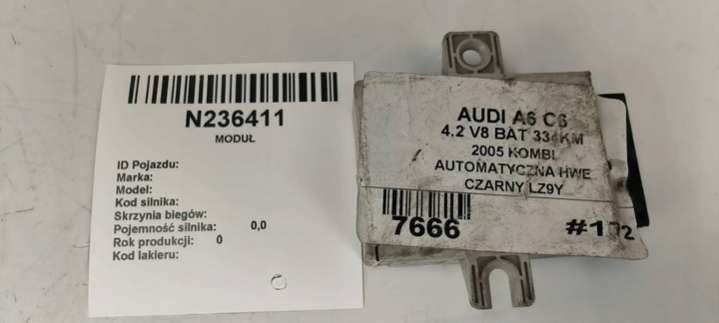 N236411
MODUŁ
ID Pojazdu:
Marka:
Model:
Kod silnika:
Skrzynia biegów:
Pojemność silnika: 0,0
Rok produkcji: 0
Kod lakieru:
AUDI A6 C6
4.2 V8 BAT 334KM
2005 KOMBI
AUTOMATYCZNA HWE
CZARNY LZ9Y
7666